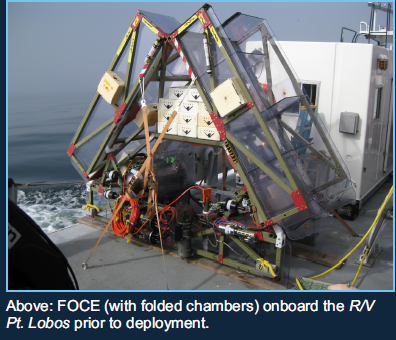 Above: FOCE (with folded chambers) onboard the R/V
Pt. Lobos prior to deployment.